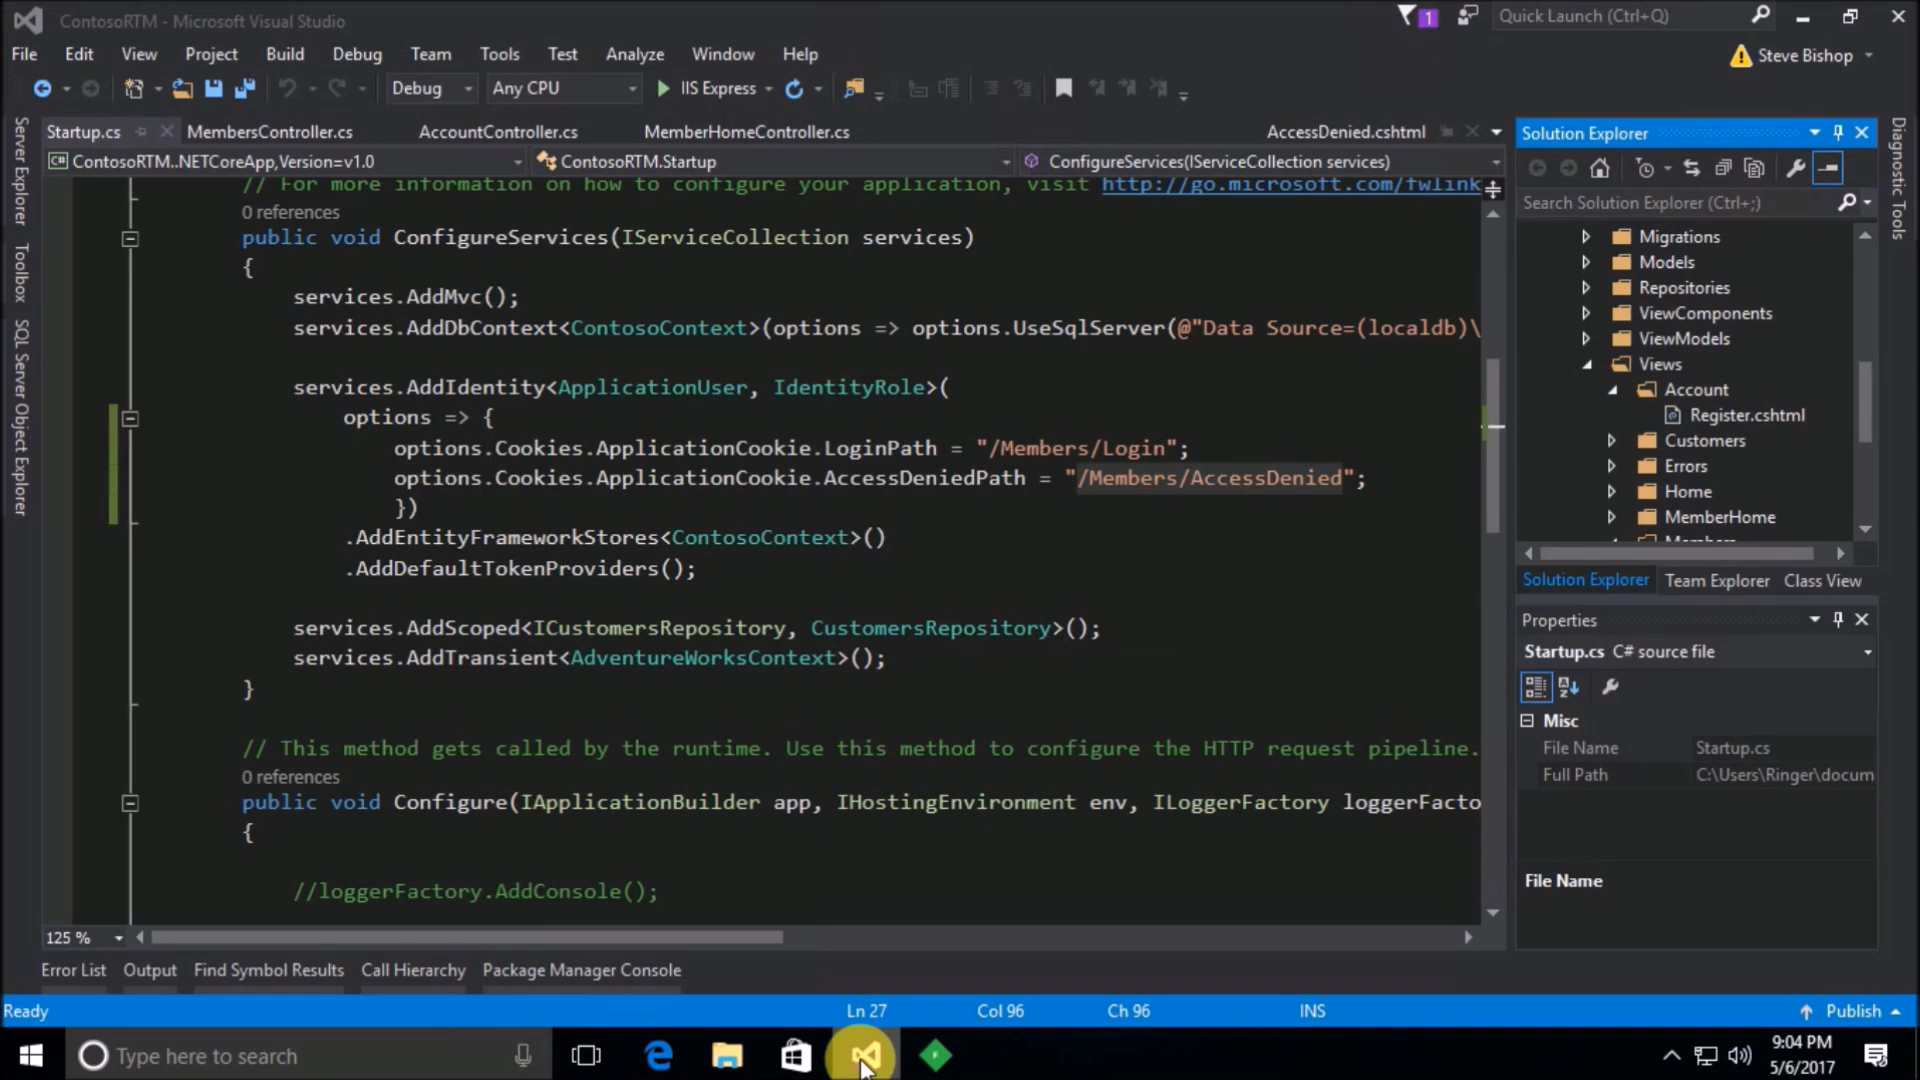 ContosoRTM - Microsoft Visual Studio
1
Quick Launch (Ctrl+Q)
File Edit View Project Build Debug Team Tools Test Analyze Window Help
Steve Bishop
Debug Any CPU IIS Express
Startup.cs MembersController.cs AccountController.cs MemberHomeController.cs AccessDenied.cshtml
ContosoRTM..NETCoreApp,Version=v1.0 ContosoRTM.Startup ConfigureServices(IServiceCollection services)
Server Explorer
Toolbox
SQL Server Object Explorer
// For more information on how to configure your application, visit http://go.microsoft.com/fwlink
0 references
public void ConfigureServices(IServiceCollection services)
{
services.AddMvc();
services.AddDbContext<ContosoContext>(options => options.UseSqlServer(@"Data Source=(localdb)\
services.AddIdentity<ApplicationUser, IdentityRole>(
options => {
options.Cookies.ApplicationCookie.LoginPath = "/Members/Login";
options.Cookies.ApplicationCookie.AccessDeniedPath = "/Members/AccessDenied";
})
.AddEntityFrameworkStores<ContosoContext>()
.AddDefaultTokenProviders();
services.AddScoped<ICustomersRepository, CustomersRepository>();
services.AddTransient<AdventureWorksContext>();
}
// This method gets called by the runtime. Use this method to configure the HTTP request pipeline.
0 references
public void Configure(IApplicationBuilder app, IHostingEnvironment env, ILoggerFactory loggerFacto
{
//loggerFactory.AddConsole();
125 %
Solution Explorer
Search Solution Explorer (Ctrl+;)
Migrations
Models
Repositories
ViewComponents
ViewModels
Views
Account
Register.cshtml
Customers
Errors
Home
MemberHome
Members
Solution Explorer Team Explorer Class View
Properties
Startup.cs C# source file
Misc
File Name Startup.cs
Full Path C:\Users\Ringer\docum
File Name
Diagnostic Tools
Error List Output Find Symbol Results Call Hierarchy Package Manager Console
Ready Ln 27 Col 96 Ch 96 INS Publish
Type here to search
9:04 PM
5/6/2017